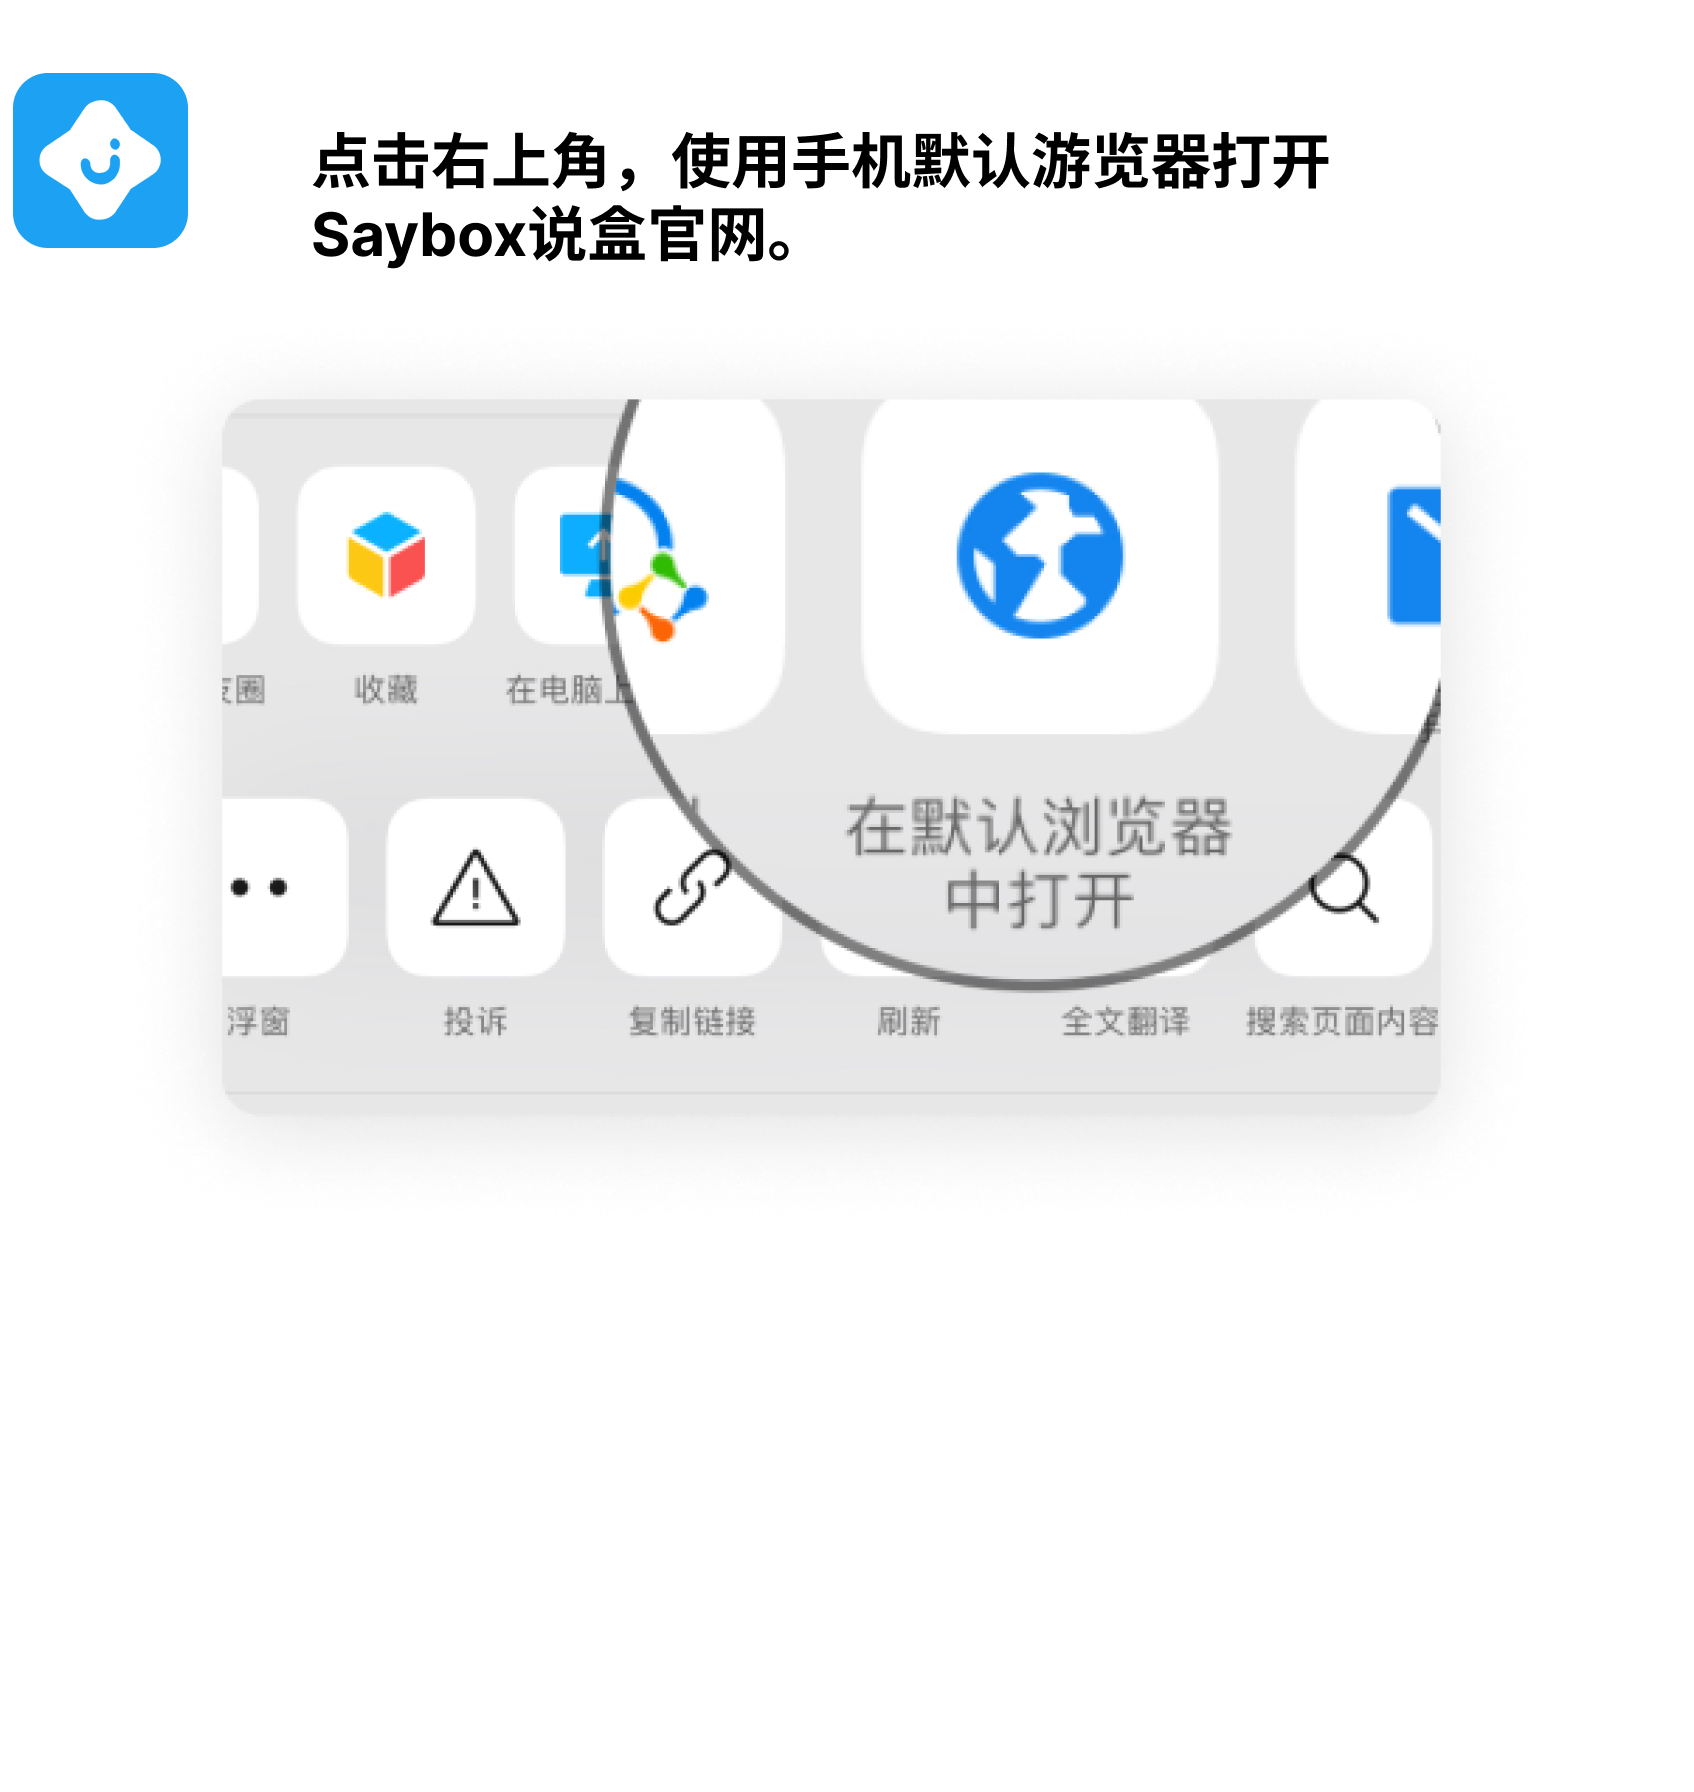 点击右上角，使用手机默认游览器打开
Saybox说盒官网。
友圈
收藏
在电脑上
在默认浏览器
中打开
浮窗
投诉
复制链接
刷新
全文翻译
搜索页面内容